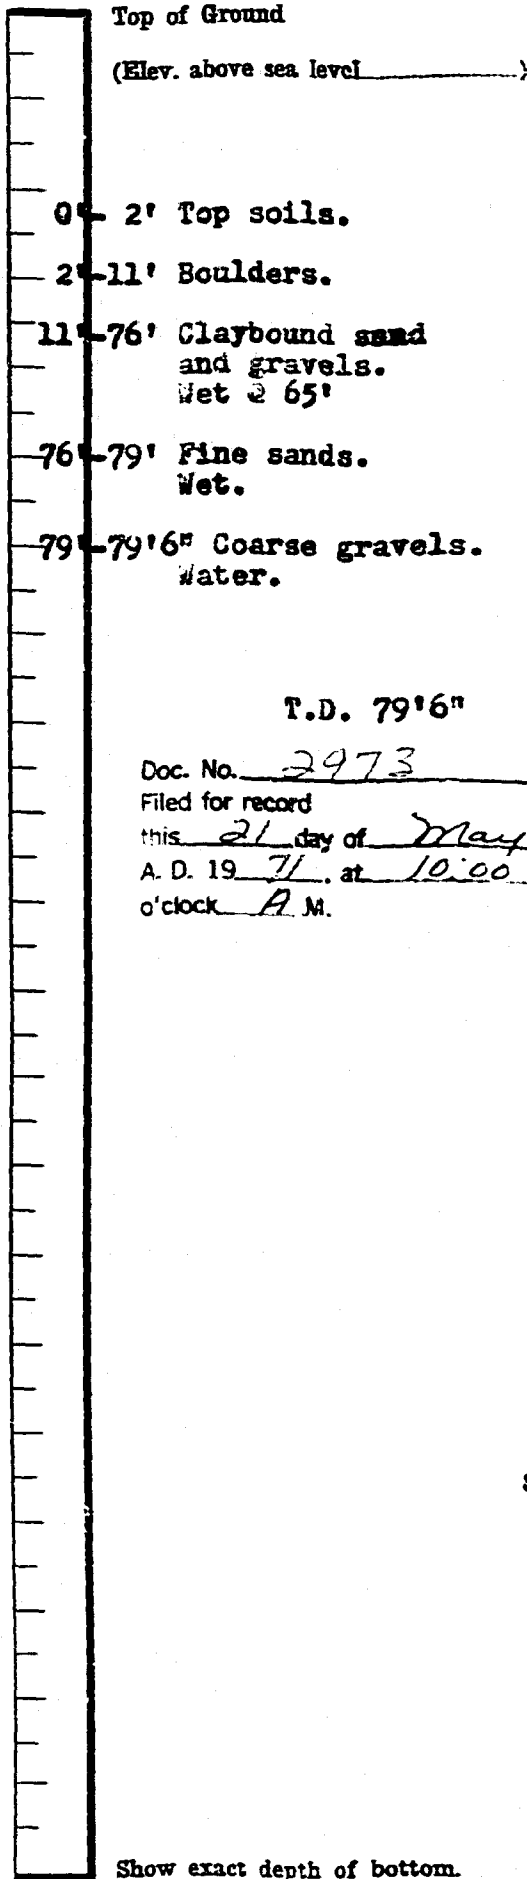 Top of Ground
(Elev. above sea level            )
0'- 2' Top soils.
2'-11' Boulders.
11'-76' Claybound sand
and gravels.
Wet @ 65'
76'-79' Fine sands.
Wet.
79'-79'6" Coarse gravels.
Water.
T.D. 79'6"
Doc. No. 2973
Filed for record
this 21 day of May
A. D. 19 71, at 10:00
o'clock A M.
Show exact depth of bottom.